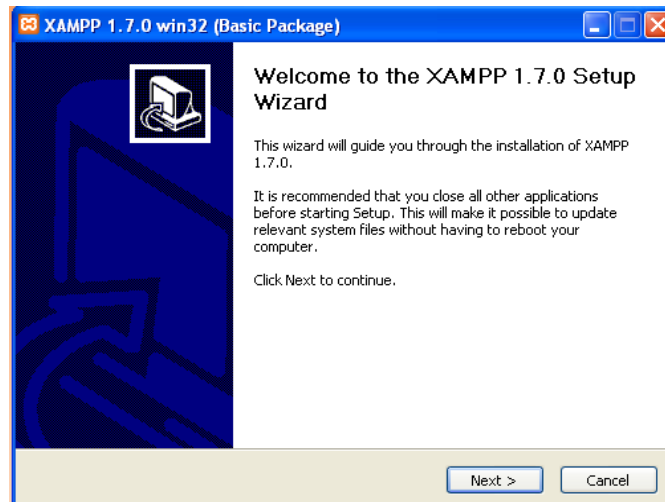 XAMPP 1.7.0 win32 (Basic Package)
Welcome to the XAMPP 1.7.0 Setup
Wizard
This wizard will guide you through the installation of XAMPP
1.7.0.
It is recommended that you close all other applications
before starting Setup. This will make it possible to update
relevant system files without having to reboot your
computer.
Click Next to continue.
Next >
Cancel